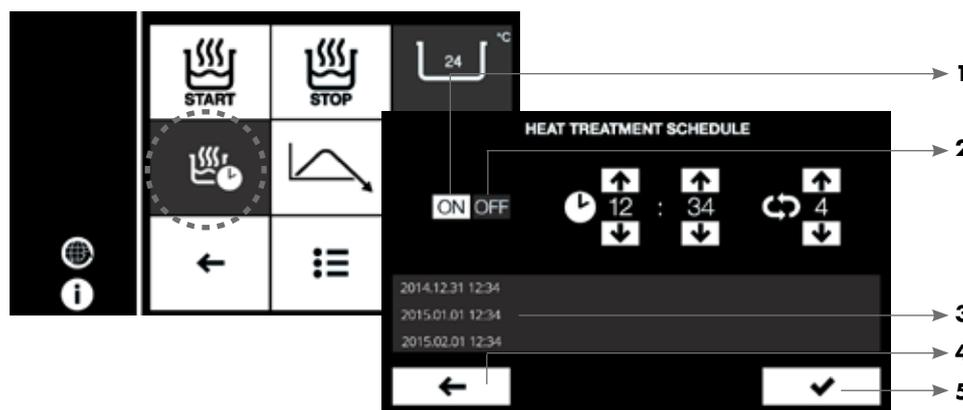 START
STOP
24
°C
1
HEAT TREATMENT SCHEDULE
2
ON OFF
12 : 34
4
2014.12.31 12:34
2015.01.01 12:34
3
2015.02.01 12:34
4
5
i